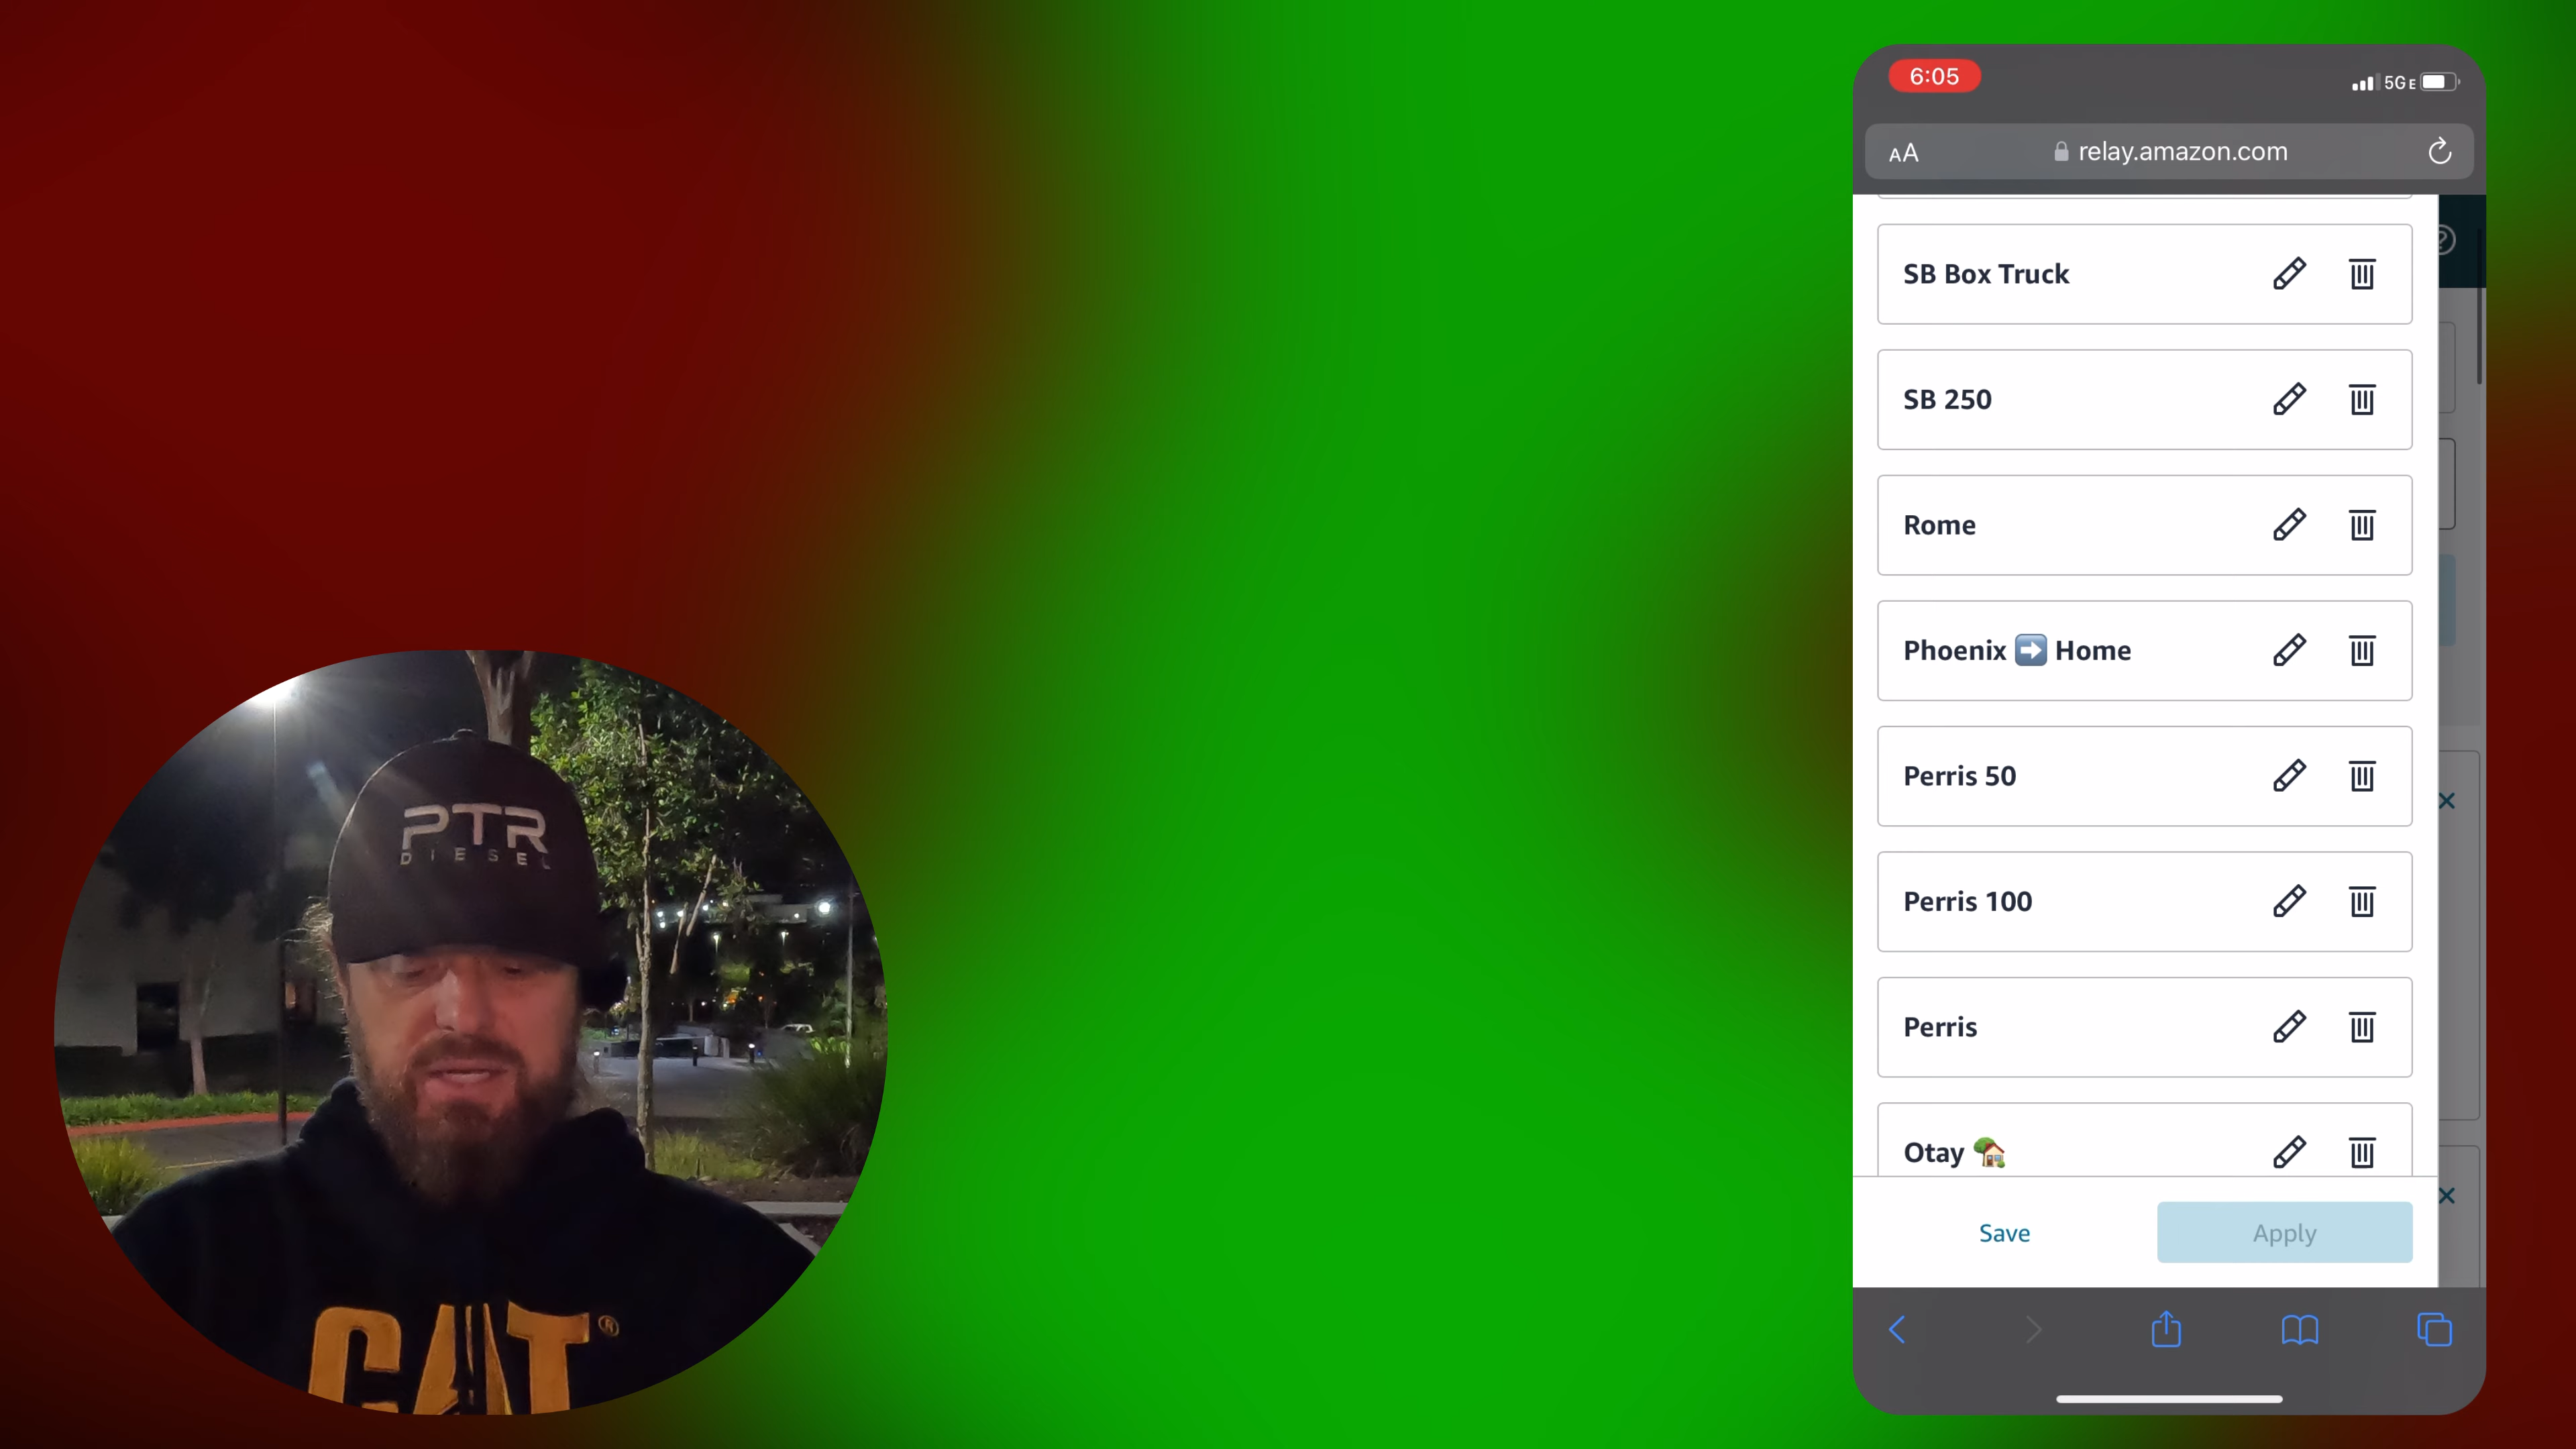 6:05
5GE
AA
relay.amazon.com
SB Box Truck
SB 250
Rome
Phoenix ➡️ Home
Perris 50
Perris 100
Perris
Otay 🏡
Save
Apply
PTR
DIESEL
CAT®